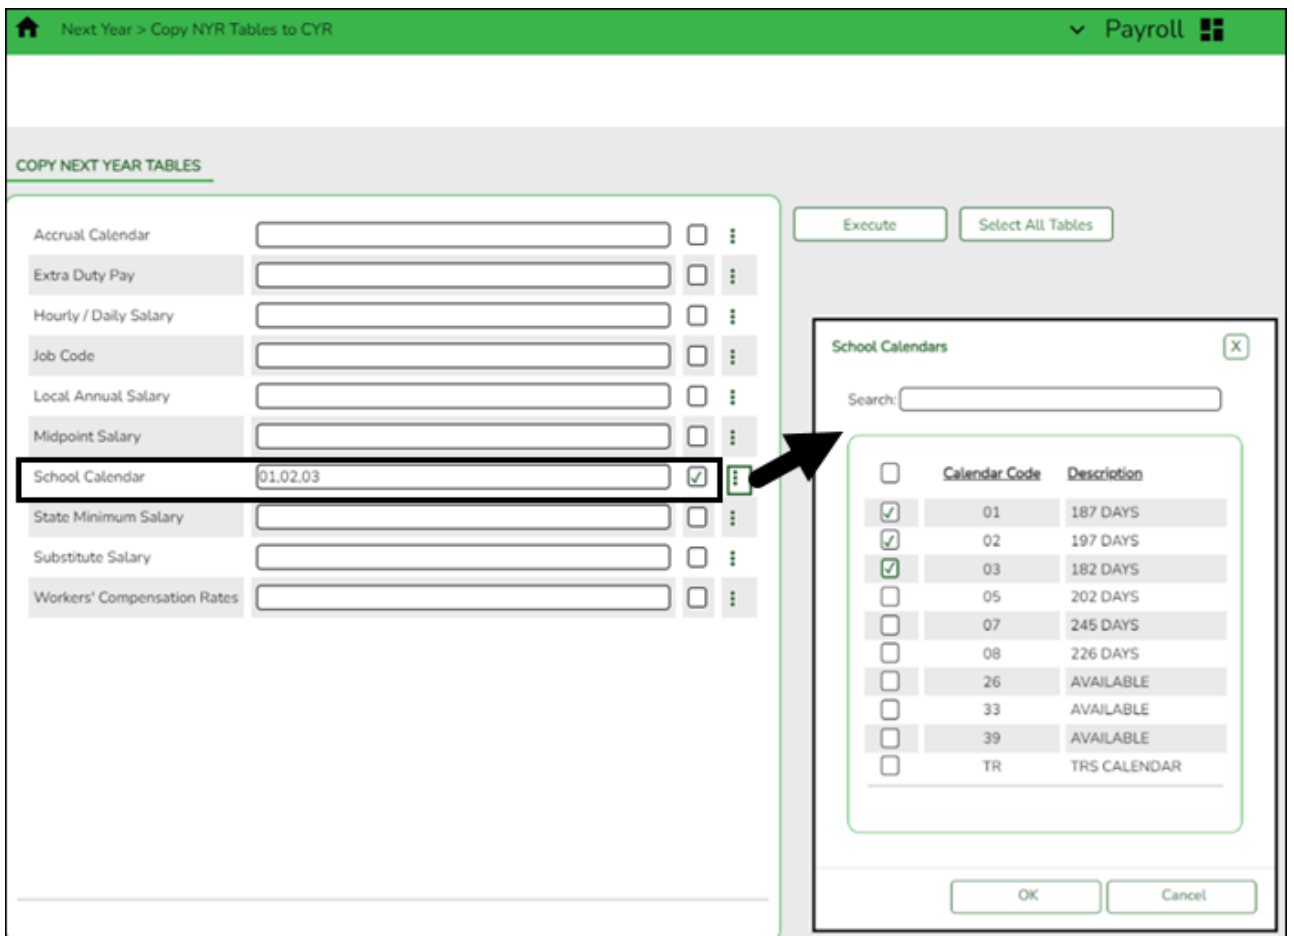 Next Year > Copy NYR Tables to CYR
Payroll
COPY NEXT YEAR TABLES
Accrual Calendar
Extra Duty Pay
Hourly / Daily Salary
Job Code
Local Annual Salary
Midpoint Salary
School Calendar 01,02,03
State Minimum Salary
Substitute Salary
Workers' Compensation Rates
Execute Select All Tables
School Calendars X
Search:
Calendar Code Description
01 187 DAYS
02 197 DAYS
03 182 DAYS
05 202 DAYS
07 245 DAYS
08 226 DAYS
26 AVAILABLE
33 AVAILABLE
39 AVAILABLE
TR TRS CALENDAR
OK Cancel